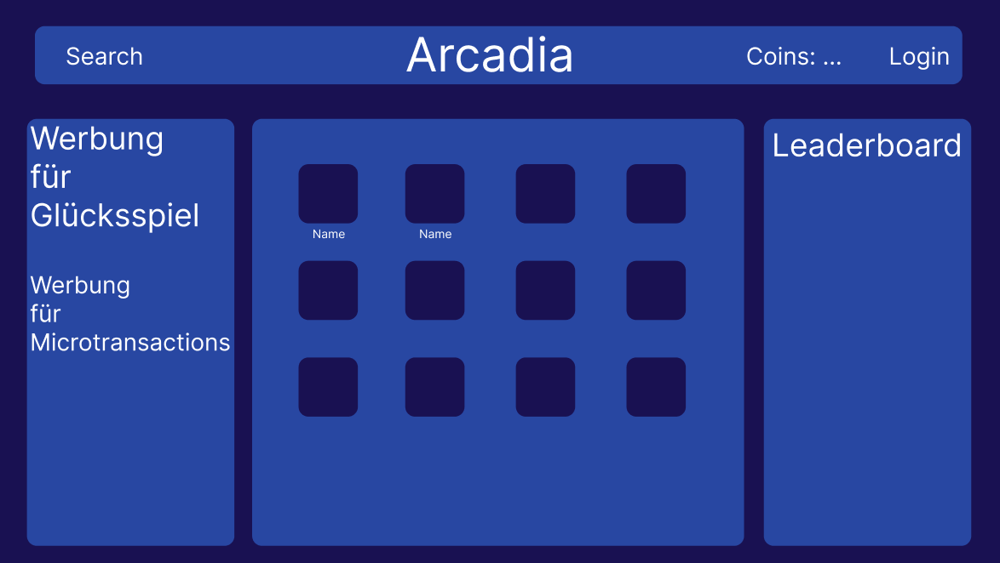 Search
Arcadia
Coins: ...
Login
Werbung
für
Glücksspiel
Werbung
für
Microtransactions
Name
Name
Leaderboard